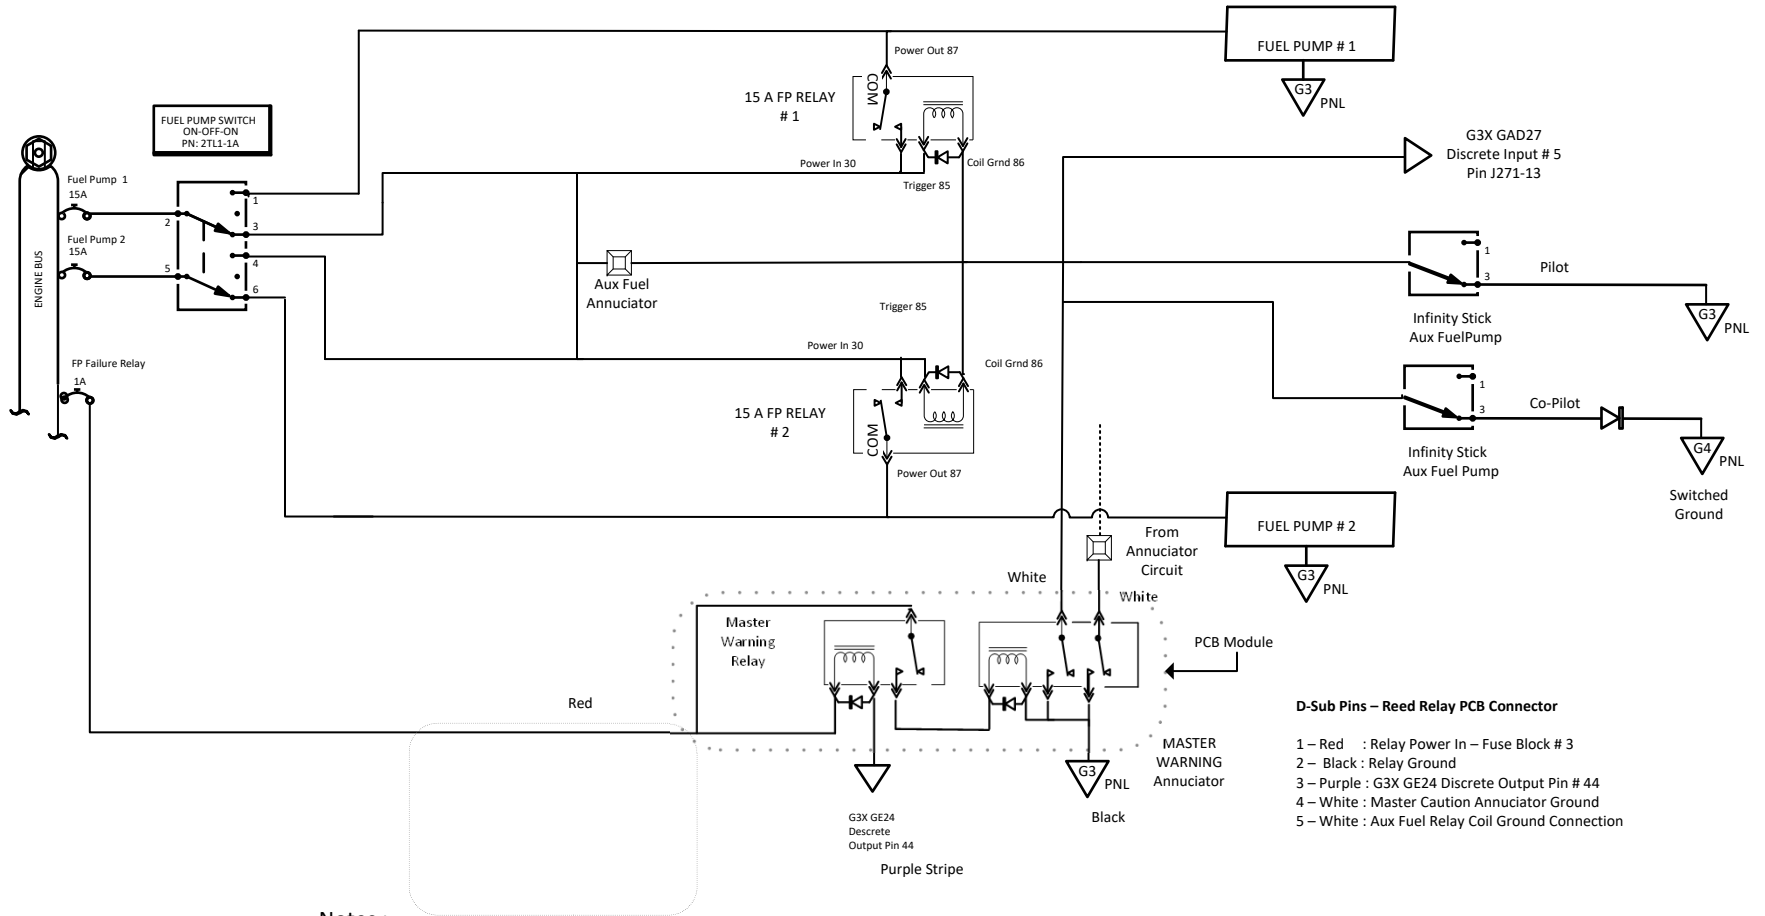 FUEL PUMP # 1
G3
PNL
Power Out 87
COM
15 A FP RELAY
# 1
Power In 30
Coil Grnd 86
Trigger 85
FUEL PUMP SWITCH
ON-OFF-ON
PN: 2TL1-1A
G3X GAD27
Discrete Input # 5
Pin J271-13
Fuel Pump 1
15A
Fuel Pump 2
15A
ENGINE BUS
2
5
1
3
4
6
FP Failure Relay
1A
Aux Fuel
Annuciator
Trigger 85
Power In 30
Coil Grnd 86
15 A FP RELAY
# 2
COM
Power Out 87
1
3
Pilot
G3
PNL
Infinity Stick
Aux FuelPump
1
3
Co-Pilot
G4
PNL
Switched
Ground
Infinity Stick
Aux Fuel Pump
FUEL PUMP # 2
G3
PNL
From
Annuciator
Circuit
White
White
Master
Warning
Relay
PCB Module
Red
MASTER
WARNING
Annuciator
G3
PNL
Black
G3X GE24
Descrete
Output Pin 44
Purple Stripe
D-Sub Pins – Reed Relay PCB Connector
1 – Red : Relay Power In – Fuse Block # 3
2 – Black : Relay Ground
3 – Purple : G3X GE24 Discrete Output Pin # 44
4 – White : Master Caution Annuciator Ground
5 – White : Aux Fuel Relay Coil Ground Connection